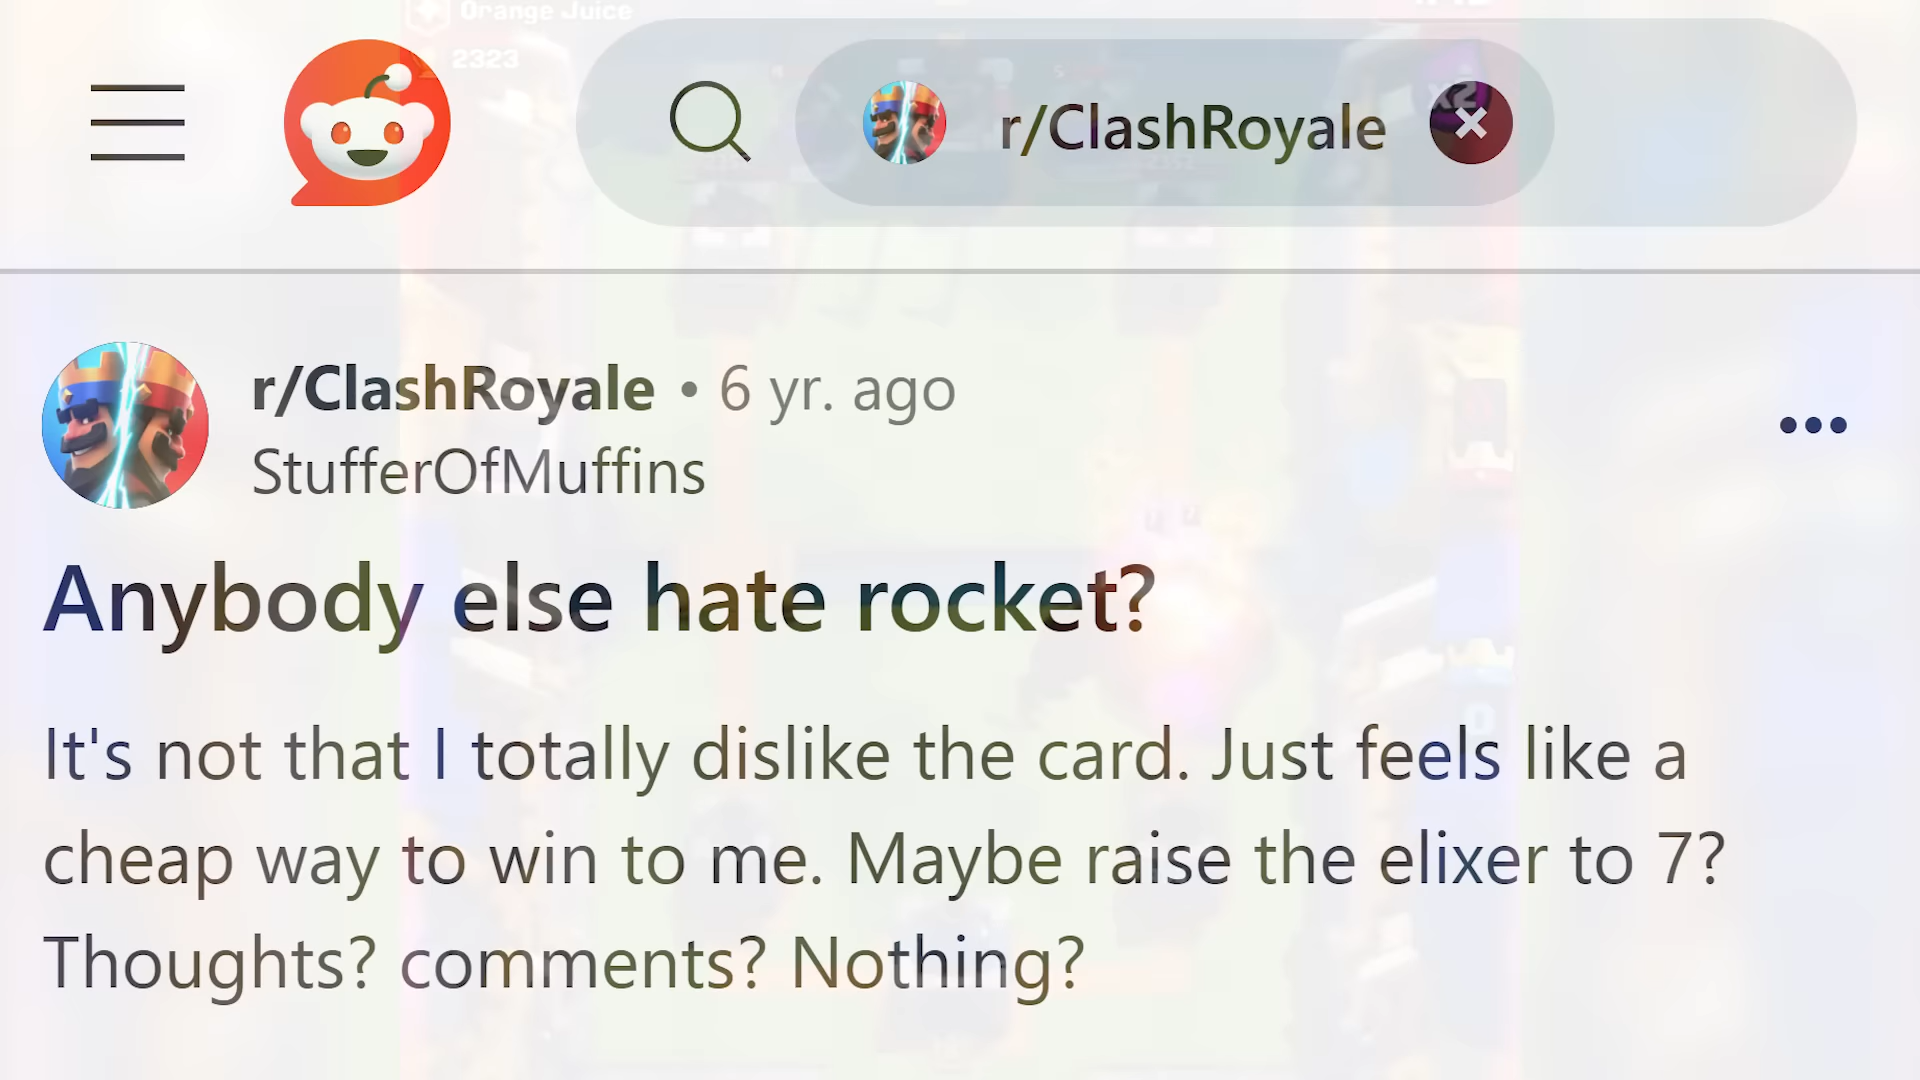 Orange Juice
2323
r/ClashRoyale
x2
r/ClashRoyale • 6 yr. ago
StufferOfMuffins
Anybody else hate rocket?
It's not that I totally dislike the card. Just feels like a
cheap way to win to me. Maybe raise the elixer to 7?
Thoughts? comments? Nothing?